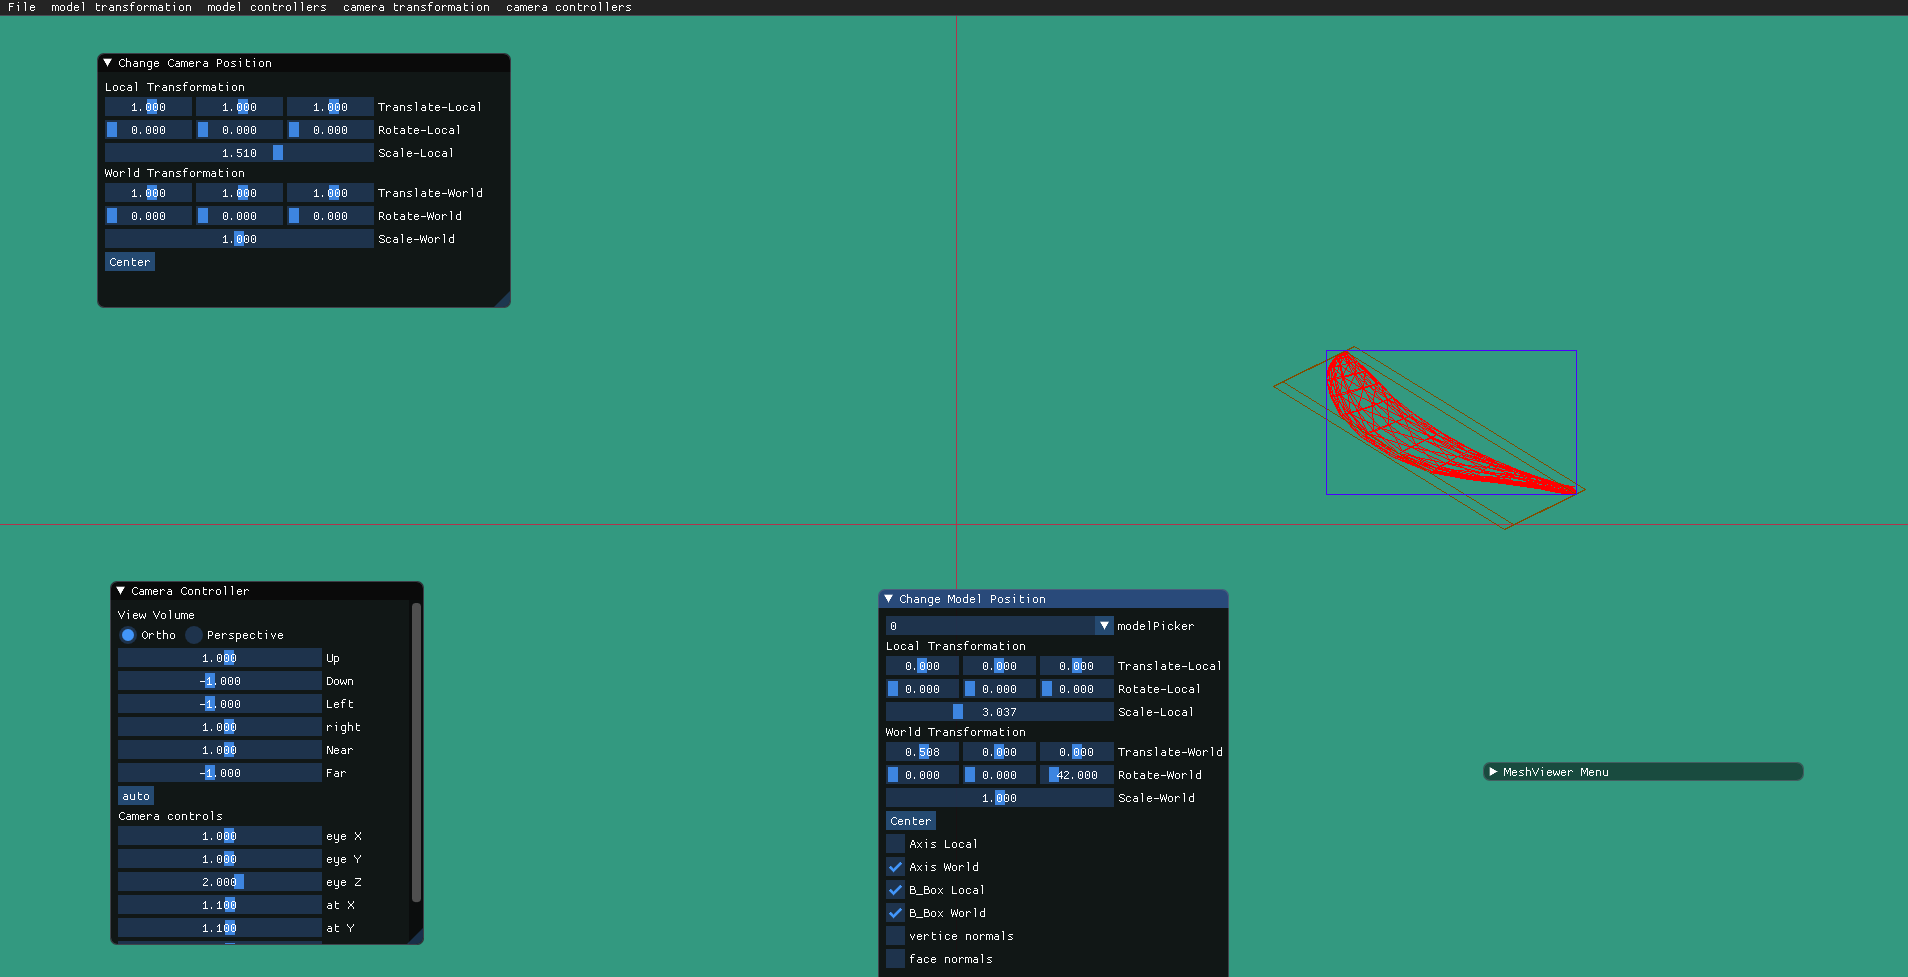 File model transformation model controllers camera transformation camera controllers
Change Camera Position
Local Transformation
1.000 1.000 1.000 Translate-Local
0.000 0.000 0.000 Rotate-Local
1.510 Scale-Local
World Transformation
1.000 1.000 1.000 Translate-World
0.000 0.000 0.000 Rotate-World
1.000 Scale-World
Center
Camera Controller
View Volume
Ortho Perspective
1.000 Up
-1.000 Down
-1.000 Left
1.000 right
1.000 Near
-1.000 Far
auto
Camera controls
1.000 eye X
1.000 eye Y
2.000 eye Z
1.100 at X
1.100 at Y
Change Model Position
0 modelPicker
Local Transformation
0.000 0.000 0.000 Translate-Local
0.000 0.000 0.000 Rotate-Local
3.037 Scale-Local
World Transformation
0.508 0.000 0.000 Translate-World
0.000 0.000 42.000 Rotate-World
1.000 Scale-World
Center
Axis Local
Axis World
B_Box Local
B_Box World
vertice normals
face normals
MeshViewer Menu